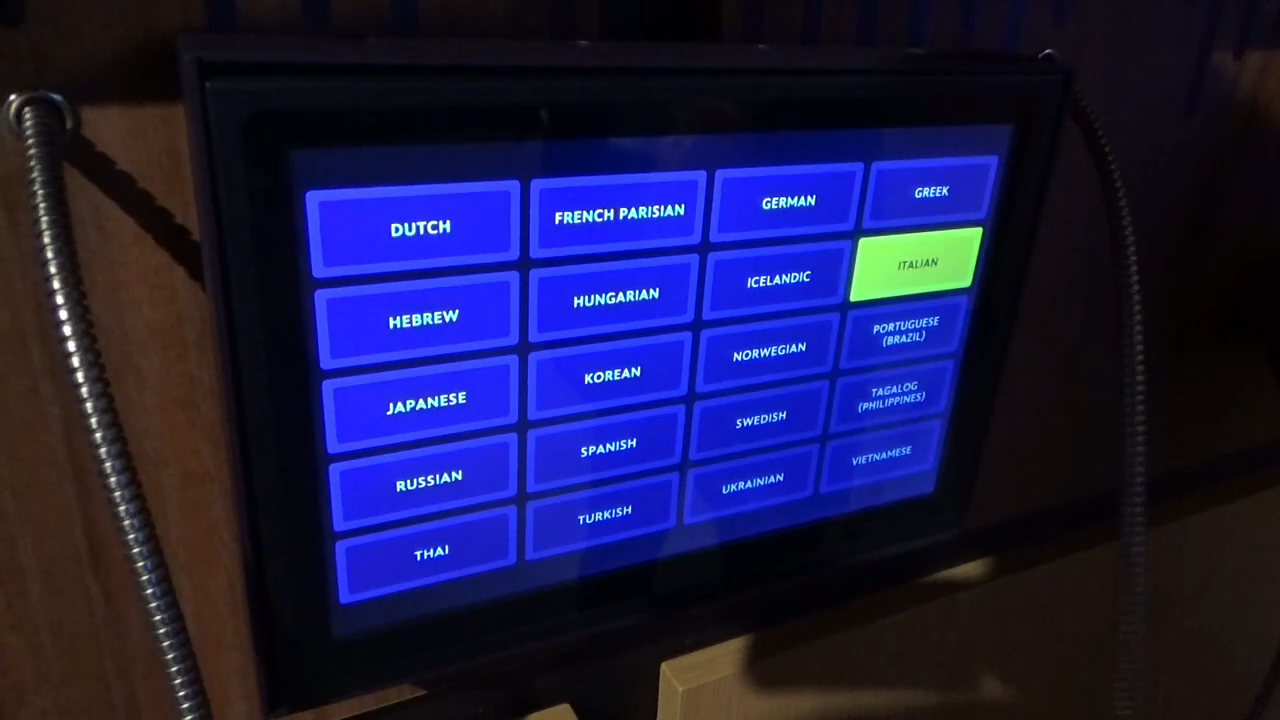 DUTCH
FRENCH PARISIAN
GERMAN
GREEK
HEBREW
HUNGARIAN
ICELANDIC
ITALIAN
JAPANESE
KOREAN
NORWEGIAN
PORTUGUESE
(BRAZIL)
RUSSIAN
SPANISH
SWEDISH
TAGALOG
(PHILIPPINES)
THAI
TURKISH
UKRAINIAN
VIETNAMESE